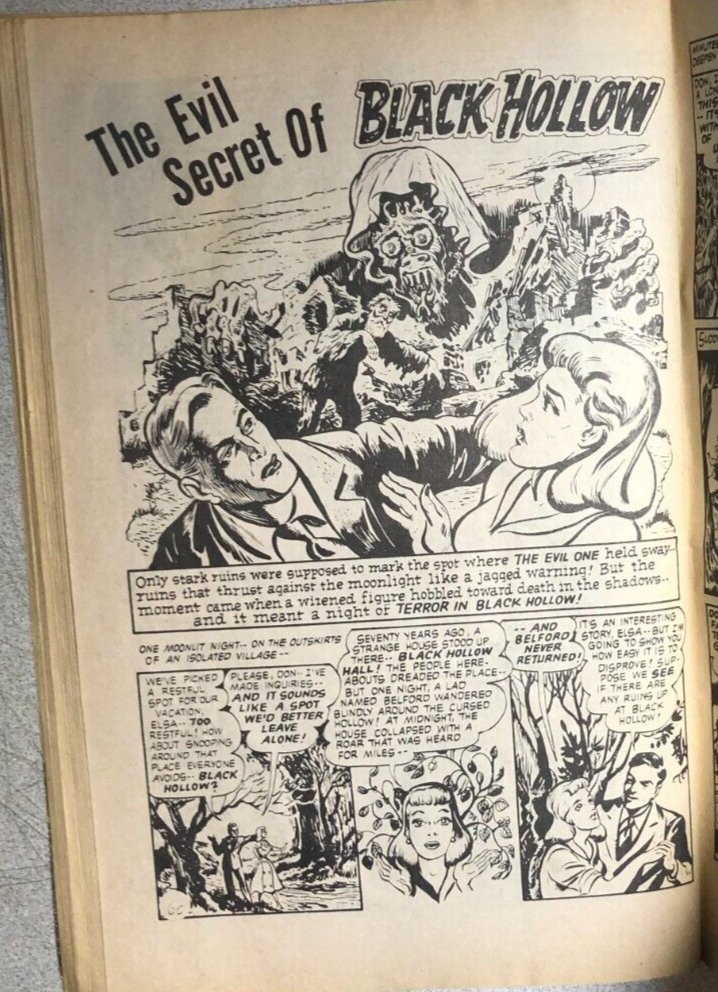 The Evil
Secret Of
BLACK HOLLOW
Only stark ruins were supposed to mark the spot where THE EVIL ONE held sway--
ruins that thrust against the moonlight like a jagged warning! But the
moment came when a wizened figure hobbled toward death in the shadows--
and it meant a night of TERROR IN BLACK HOLLOW!
ONE MOONLIT NIGHT-- ON THE OUTSKIRTS
OF AN ISOLATED VILLAGE--
WE'VE PICKED
A RESTFUL
SPOT FOR OUR
VACATION,
ELSA-- TOO
RESTFUL! HOW
ABOUT SNOOPING
AROUND THAT
PLACE EVERYONE
AVOIDS-- BLACK
HOLLOW?
PLEASE, DON-- I'VE
MADE INQUIRIES--
AND IT SOUNDS
LIKE A SPOT
WE'D BETTER
LEAVE
ALONE!
SEVENTY YEARS AGO, A
STRANGE HOUSE STOOD UP
THERE-- BLACK HOLLOW
HALL! THE PEOPLE HERE-
ABOUTS DREADED THE PLACE--
BUT ONE NIGHT, A LAD
NAMED BELFORD WANDERED
BLINDLY AROUND THE CURSED
HOLLOW! AT MIDNIGHT, THE
HOUSE COLLAPSED WITH A
ROAR THAT WAS HEARD
FOR MILES--
-- AND
BELFORD
NEVER
RETURNED!
IT'S AN INTERESTING
STORY, ELSA-- BUT I'M
GOING TO SHOW YOU
HOW EASY IT IS TO
DISPROVE! SUP-
POSE WE SEE
IF THERE ARE
ANY RUINS UP
AT BLACK
HOLLOW!
MINUTES
DEEPEN
DON,
A LON
THIS
-- IT'
WITH
OF